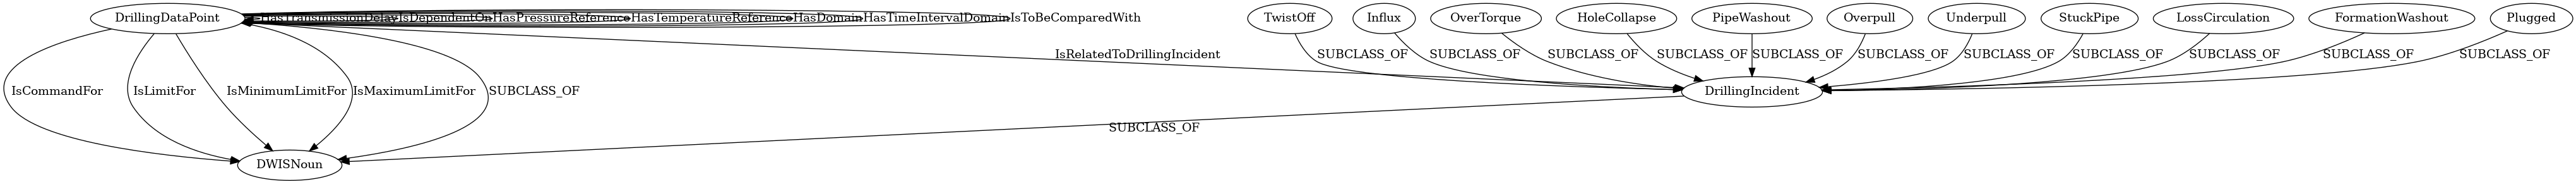 DrillingDataPoint
HasTransmissionDelay
IsDependentOn
HasPressureReference
HasTemperatureReference
HasDomain
HasTimeIntervalDomain
IsToBeComparedWith
TwistOff
Influx
OverTorque
HoleCollapse
PipeWashout
Overpull
Underpull
StuckPipe
LossCirculation
FormationWashout
Plugged
IsRelatedToDrillingIncident
SUBCLASS_OF
SUBCLASS_OF
SUBCLASS_OF
SUBCLASS_OF
SUBCLASS_OF
SUBCLASS_OF
SUBCLASS_OF
SUBCLASS_OF
SUBCLASS_OF
SUBCLASS_OF
SUBCLASS_OF
IsCommandFor
IsLimitFor
IsMinimumLimitFor
IsMaximumLimitFor
SUBCLASS_OF
DrillingIncident
SUBCLASS_OF
DWISNoun